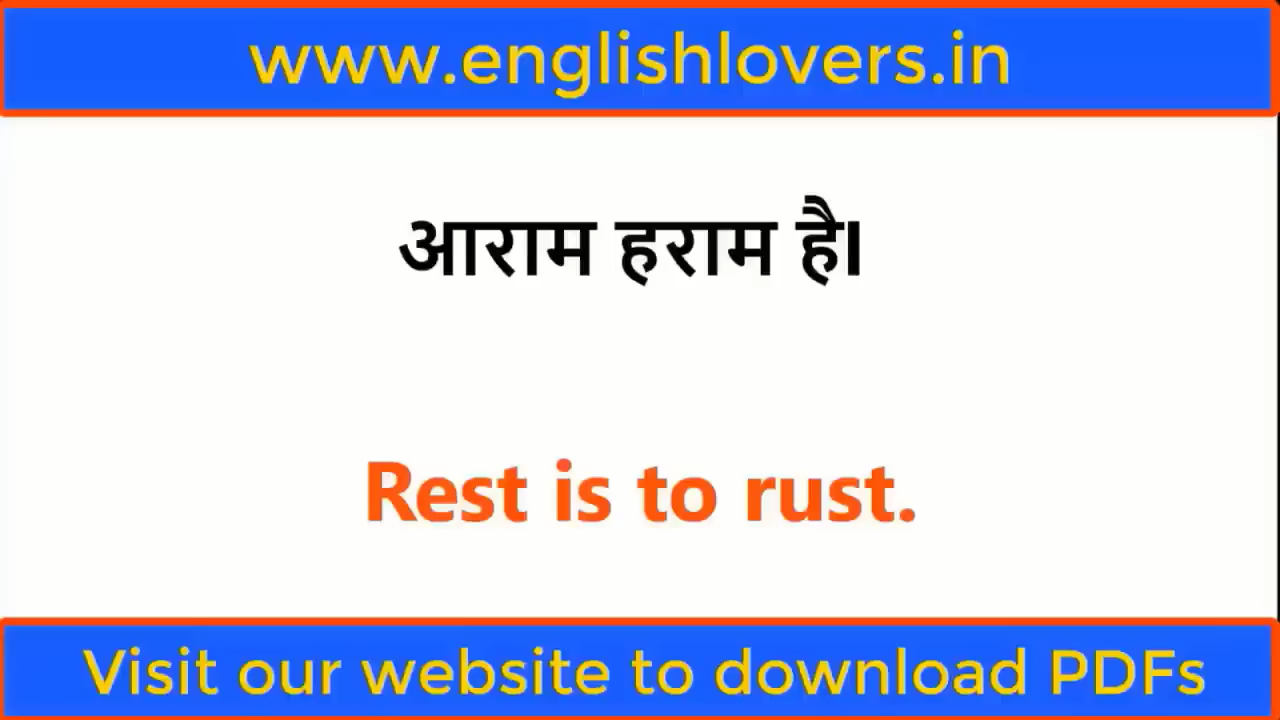 www.englishlovers.in
आराम हराम है।
Rest is to rust.
Visit our website to download PDFs